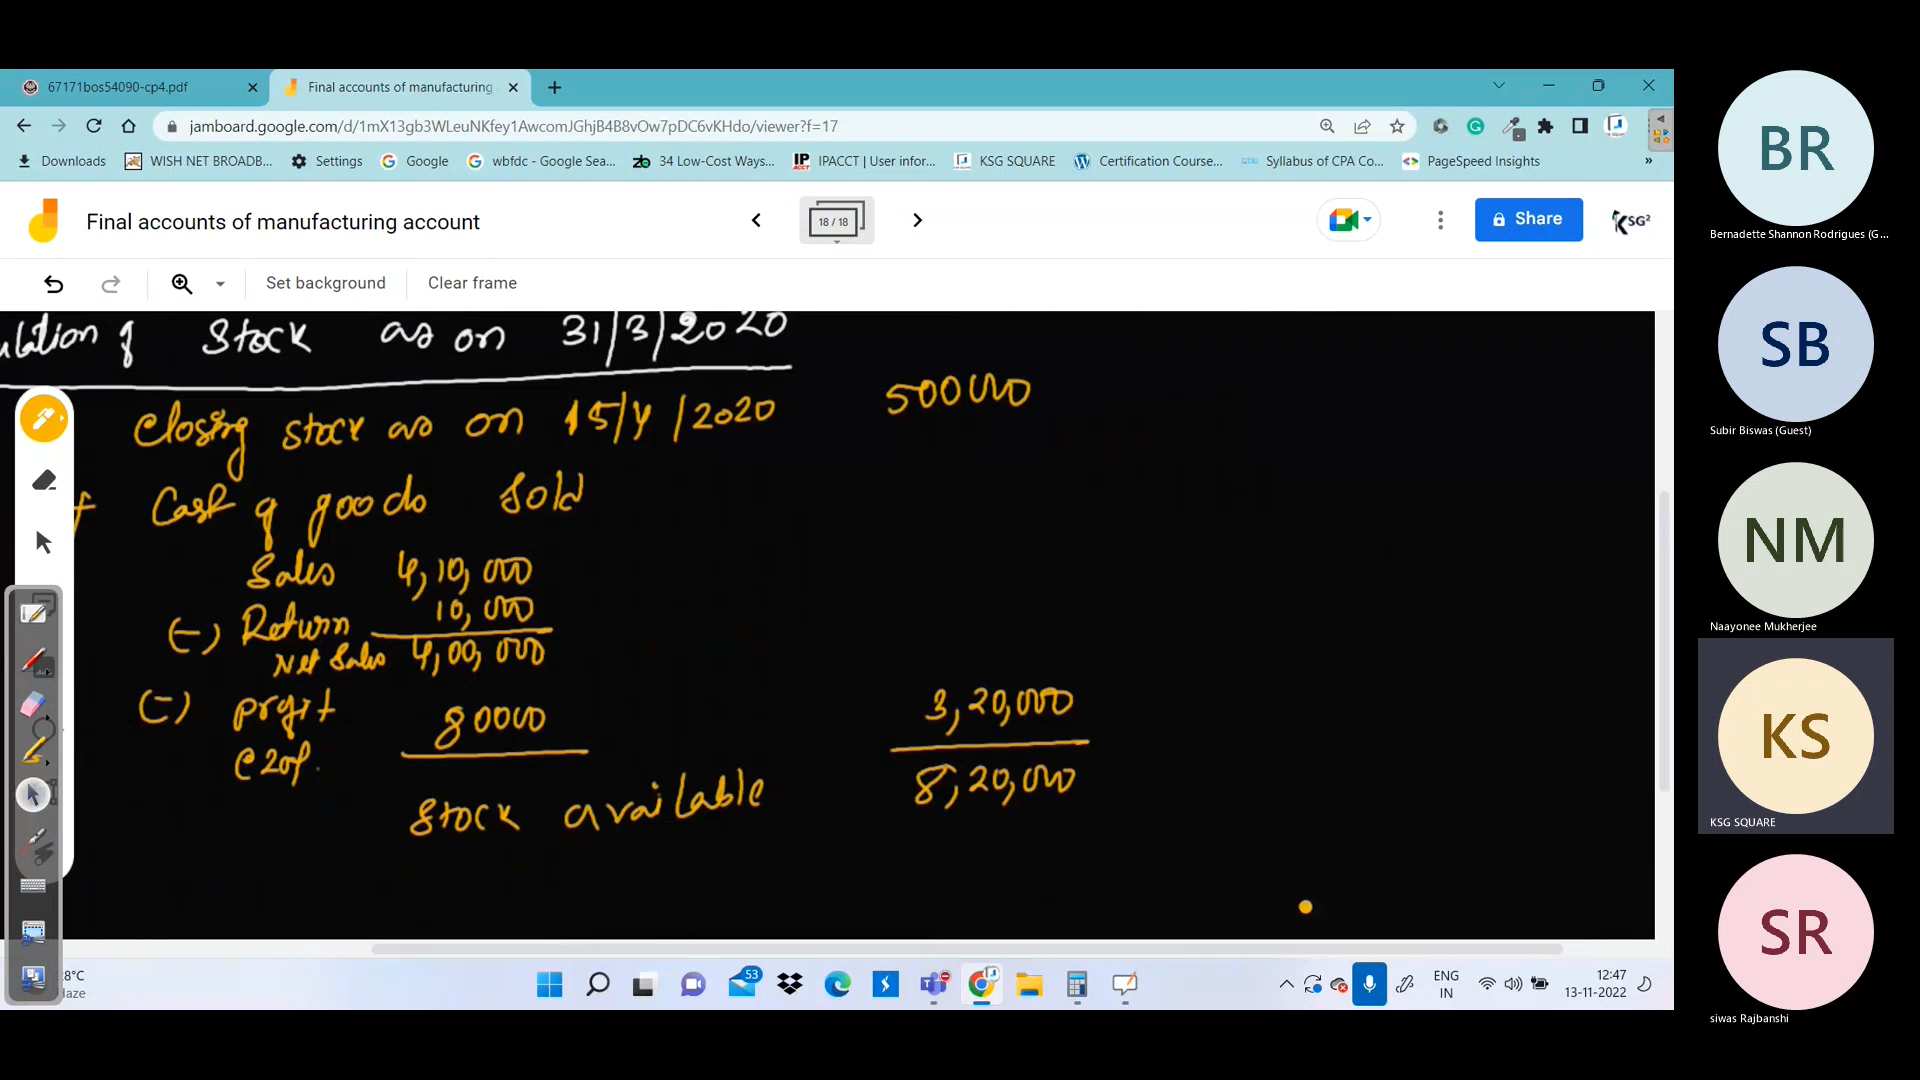 67171bos54090-cp4.pdf
Final accounts of manufacturing
jamboard.google.com/d/1mX13gb3WLeuNKfey1AwcomJGhjB4B8vOw7pDC6vKHdo/viewer?f=17
Downloads WISH NET BROADB... Settings Google wbfdc - Google Sea... 34 Low-Cost Ways... IPACCT | User infor... KSG SQUARE Certification Course... Syllabus of CPA Co... PageSpeed Insights »
Final accounts of manufacturing account
18 / 18
Share
KSG²
Set background Clear frame
ulation of Stock as on 31/3/2020
Closing stock as on 15/4/2020 500000
Cost of goods sold
Sales 4,10,000
(-) Return 10,000
Net Sales 4,00,000
(-) profit 80000 3,20,000
@ 20%
Stock available 8,20,000
8°C
laze
53
ENG
IN
12:47
13-11-2022
BR
Bernadette Shannon Rodrigues (G...
SB
Subir Biswas (Guest)
NM
Naayonee Mukherjee
KS
KSG SQUARE
SR
siwas Rajbanshi